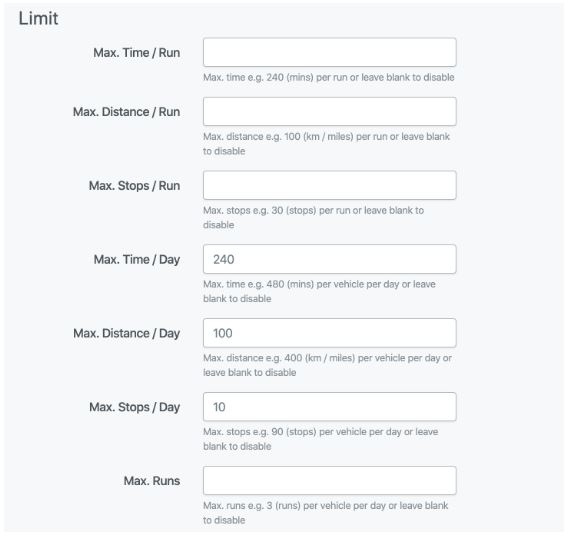 Limit
Max. Time / Run
Max. time e.g. 240 (mins) per run or leave blank to disable
Max. Distance / Run
Max. distance e.g. 100 (km / miles) per run or leave blank
to disable
Max. Stops / Run
Max. stops e.g. 30 (stops) per run or leave blank to
disable
Max. Time / Day
240
Max. time e.g. 480 (mins) per vehicle per day or leave
blank to disable
Max. Distance / Day
100
Max. distance e.g. 400 (km / miles) per vehicle per day or
leave blank to disable
Max. Stops / Day
10
Max. stops e.g. 90 (stops) per vehicle per day or leave
blank to disable
Max. Runs
Max. runs e.g. 3 (runs) per vehicle per day or leave blank
to disable